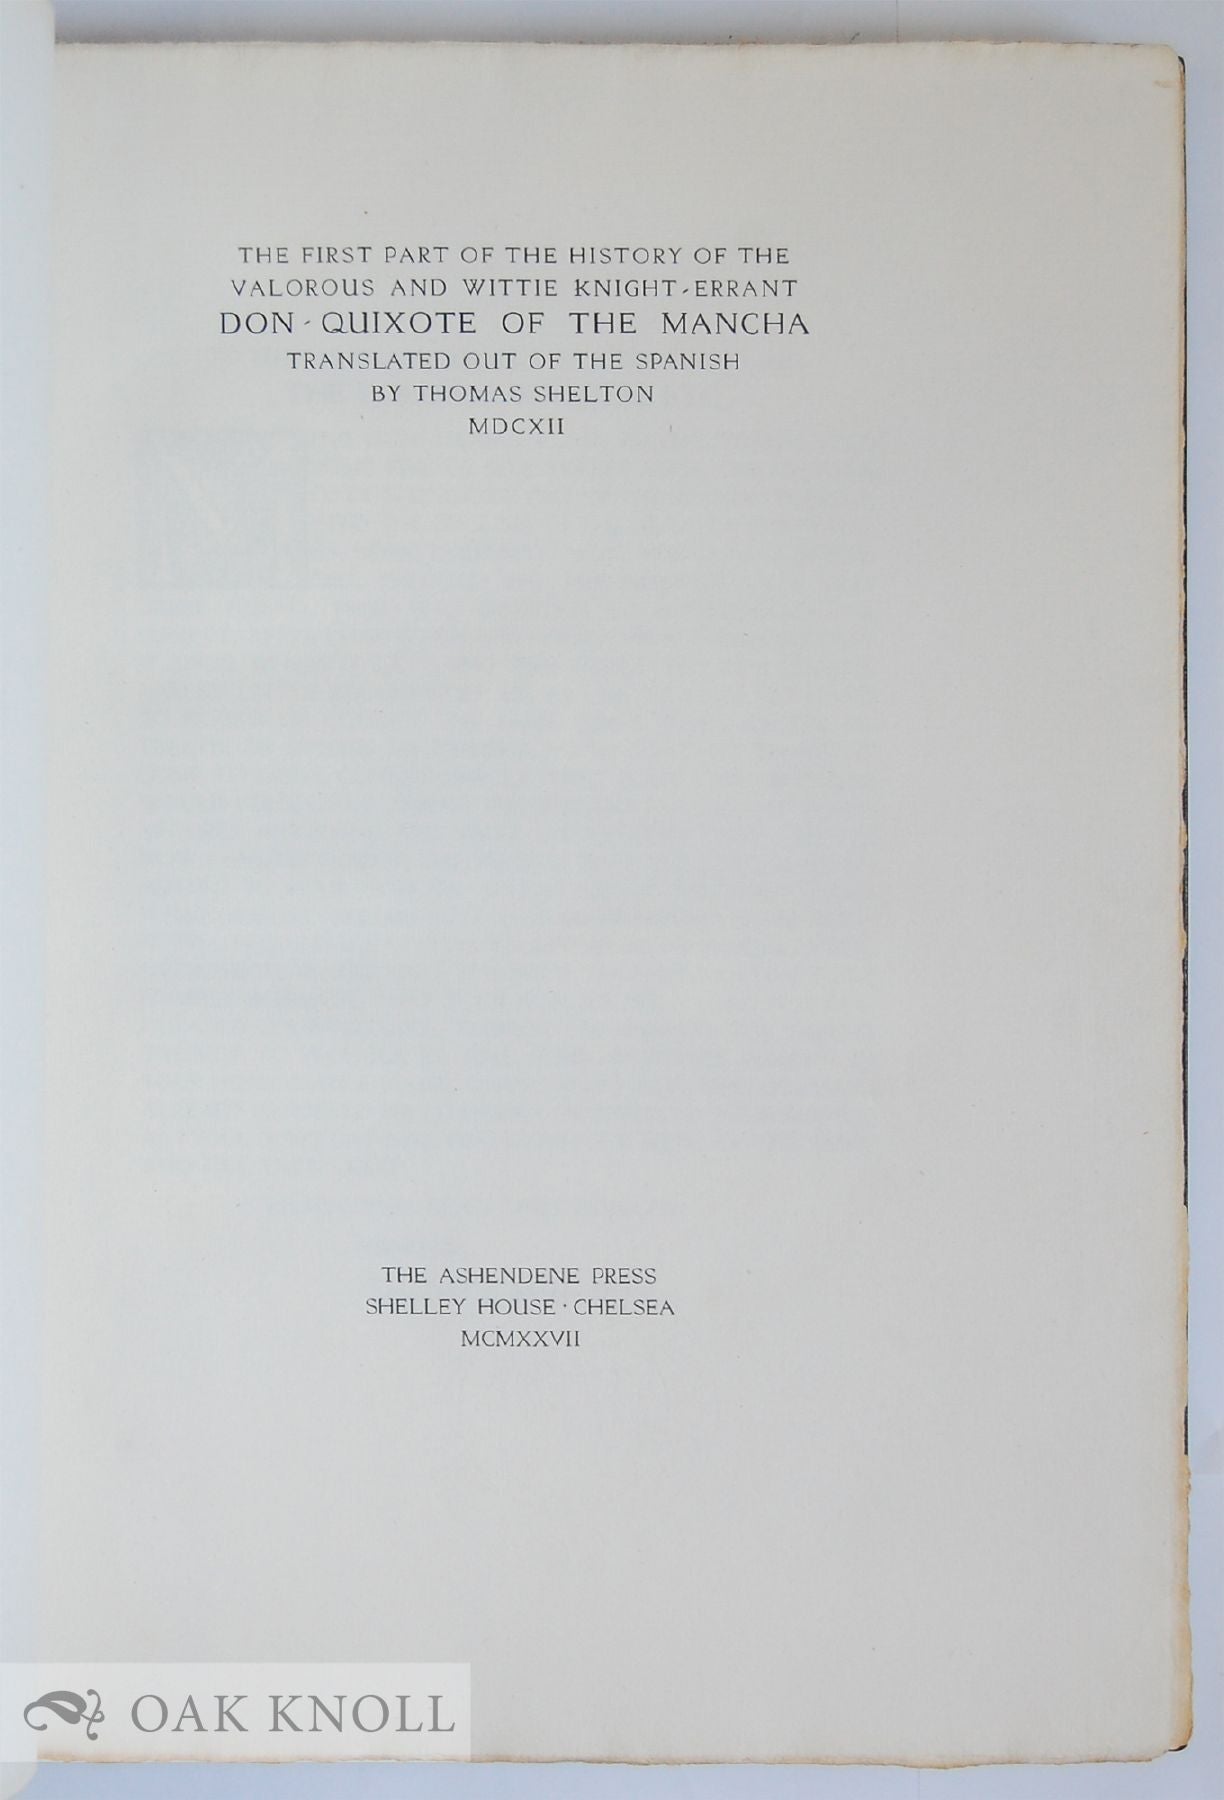 THE FIRST PART OF THE HISTORY OF THE
VALOROUS AND WITTIE KNIGHT-ERRANT
DON-QUIXOTE OF THE MANCHA
TRANSLATED OUT OF THE SPANISH
BY THOMAS SHELTON
MDCXII
THE ASHENDENE PRESS
SHELLEY HOUSE · CHELSEA
MCMXXVII
OAK KNOLL